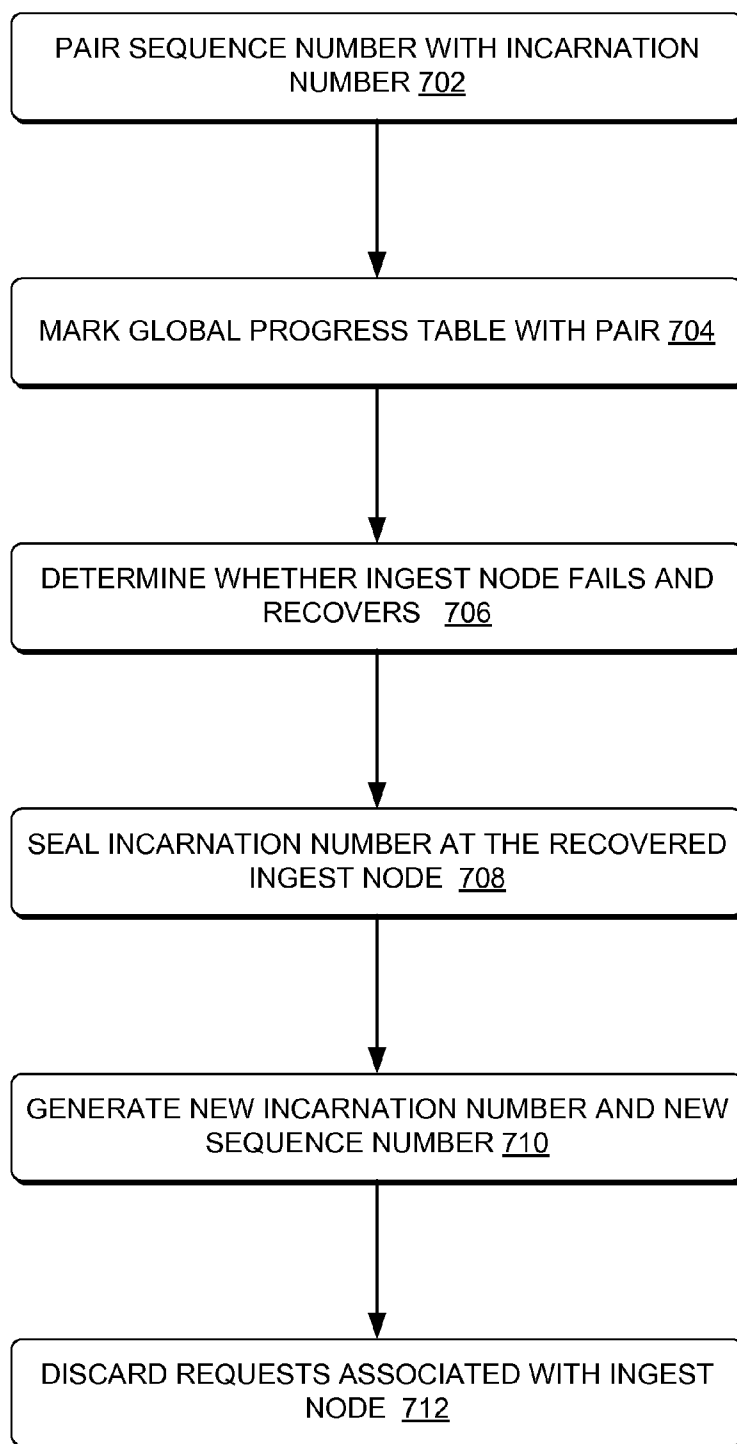 PAIR SEQUENCE NUMBER WITH INCARNATION
NUMBER 702
MARK GLOBAL PROGRESS TABLE WITH PAIR 704
DETERMINE WHETHER INGEST NODE FAILS AND
RECOVERS 706
SEAL INCARNATION NUMBER AT THE RECOVERED
INGEST NODE 708
GENERATE NEW INCARNATION NUMBER AND NEW
SEQUENCE NUMBER 710
DISCARD REQUESTS ASSOCIATED WITH INGEST
NODE 712